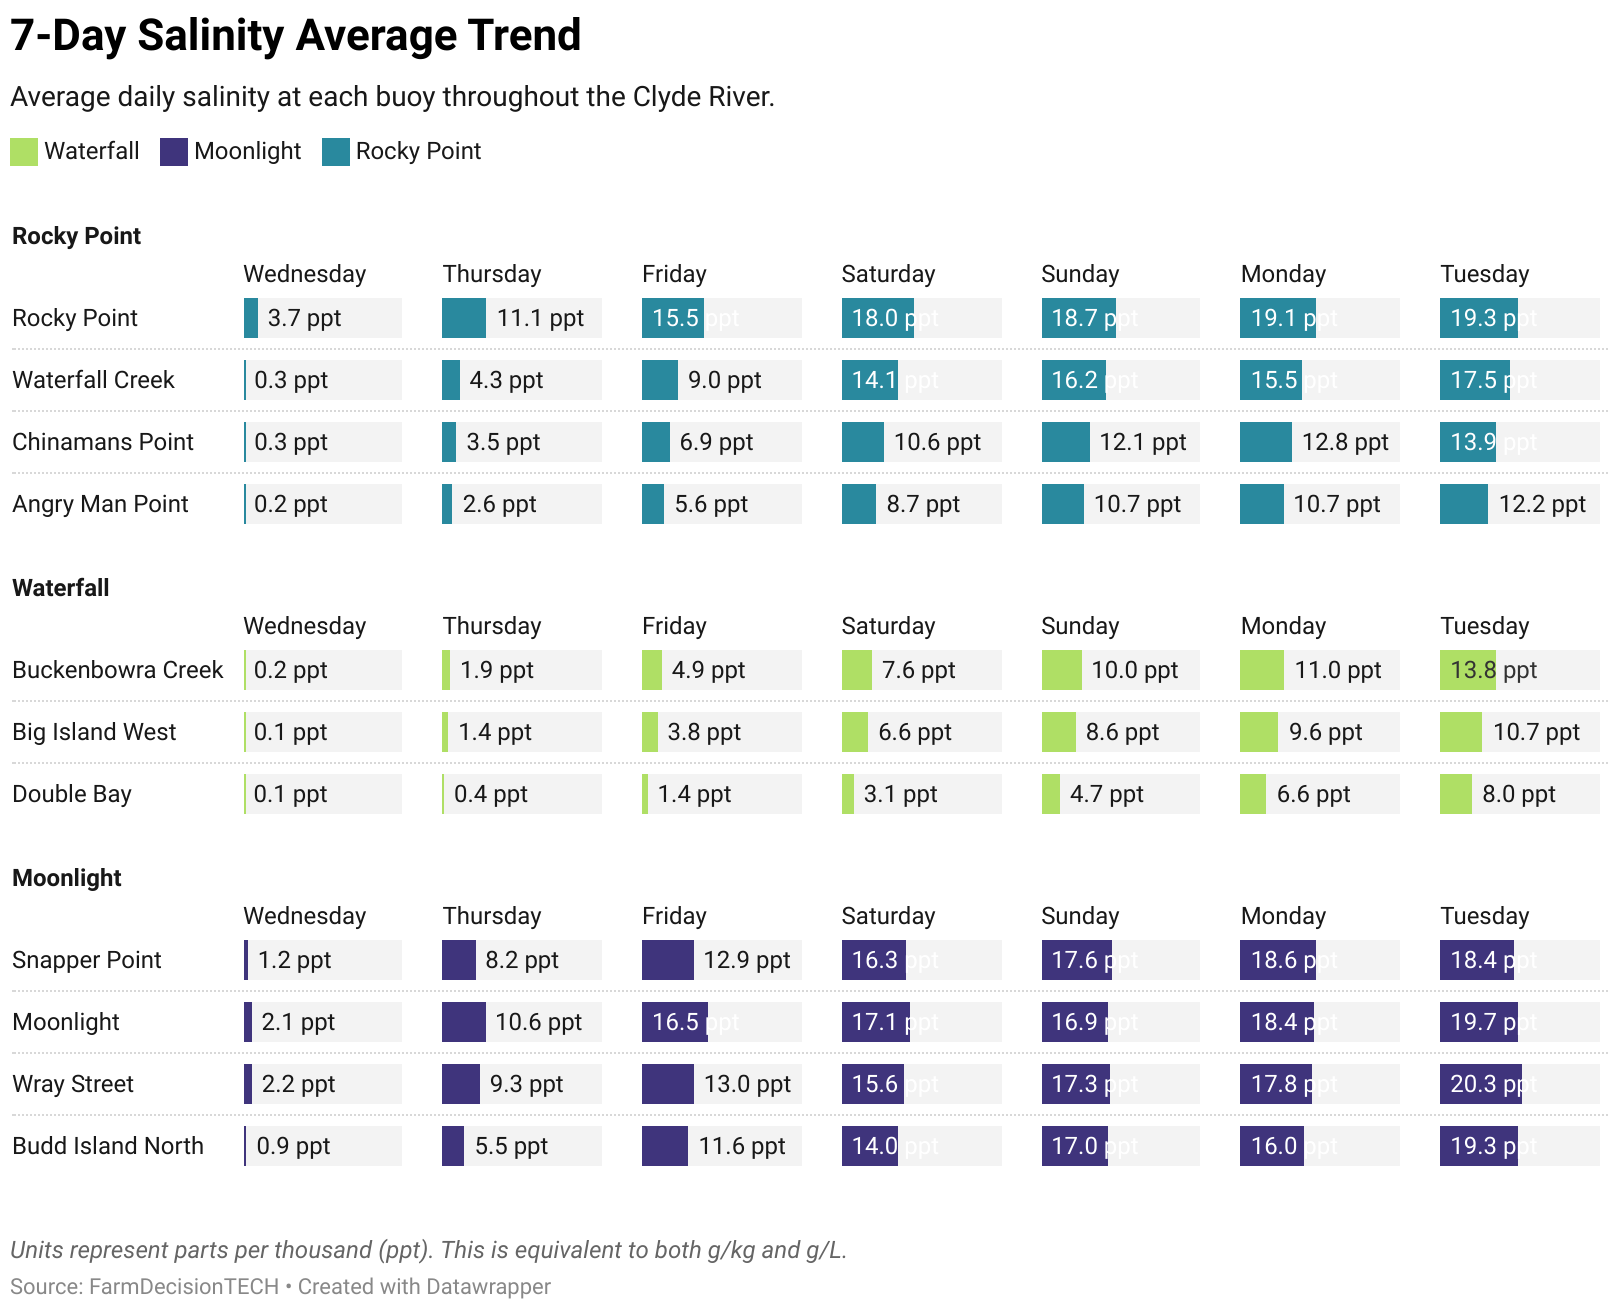 7-Day Salinity Average Trend
Average daily salinity at each buoy throughout the Clyde River.
Waterfall Moonlight Rocky Point
Rocky Point
Wednesday Thursday Friday Saturday Sunday Monday Tuesday
Rocky Point 3.7 ppt 11.1 ppt 15.5 ppt 18.0 ppt 18.7 ppt 19.1 ppt 19.3 ppt
Waterfall Creek 0.3 ppt 4.3 ppt 9.0 ppt 14.1 ppt 16.2 ppt 15.5 ppt 17.5 ppt
Chinamans Point 0.3 ppt 3.5 ppt 6.9 ppt 10.6 ppt 12.1 ppt 12.8 ppt 13.9 ppt
Angry Man Point 0.2 ppt 2.6 ppt 5.6 ppt 8.7 ppt 10.7 ppt 10.7 ppt 12.2 ppt
Waterfall
Wednesday Thursday Friday Saturday Sunday Monday Tuesday
Buckenbowra Creek 0.2 ppt 1.9 ppt 4.9 ppt 7.6 ppt 10.0 ppt 11.0 ppt 13.8 ppt
Big Island West 0.1 ppt 1.4 ppt 3.8 ppt 6.6 ppt 8.6 ppt 9.6 ppt 10.7 ppt
Double Bay 0.1 ppt 0.4 ppt 1.4 ppt 3.1 ppt 4.7 ppt 6.6 ppt 8.0 ppt
Moonlight
Wednesday Thursday Friday Saturday Sunday Monday Tuesday
Snapper Point 1.2 ppt 8.2 ppt 12.9 ppt 16.3 ppt 17.6 ppt 18.6 ppt 18.4 ppt
Moonlight 2.1 ppt 10.6 ppt 16.5 ppt 17.1 ppt 16.9 ppt 18.4 ppt 19.7 ppt
Wray Street 2.2 ppt 9.3 ppt 13.0 ppt 15.6 ppt 17.3 ppt 17.8 ppt 20.3 ppt
Budd Island North 0.9 ppt 5.5 ppt 11.6 ppt 14.0 ppt 17.0 ppt 16.0 ppt 19.3 ppt
Units represent parts per thousand (ppt). This is equivalent to both g/kg and g/L.
Source: FarmDecisionTECH • Created with Datawrapper